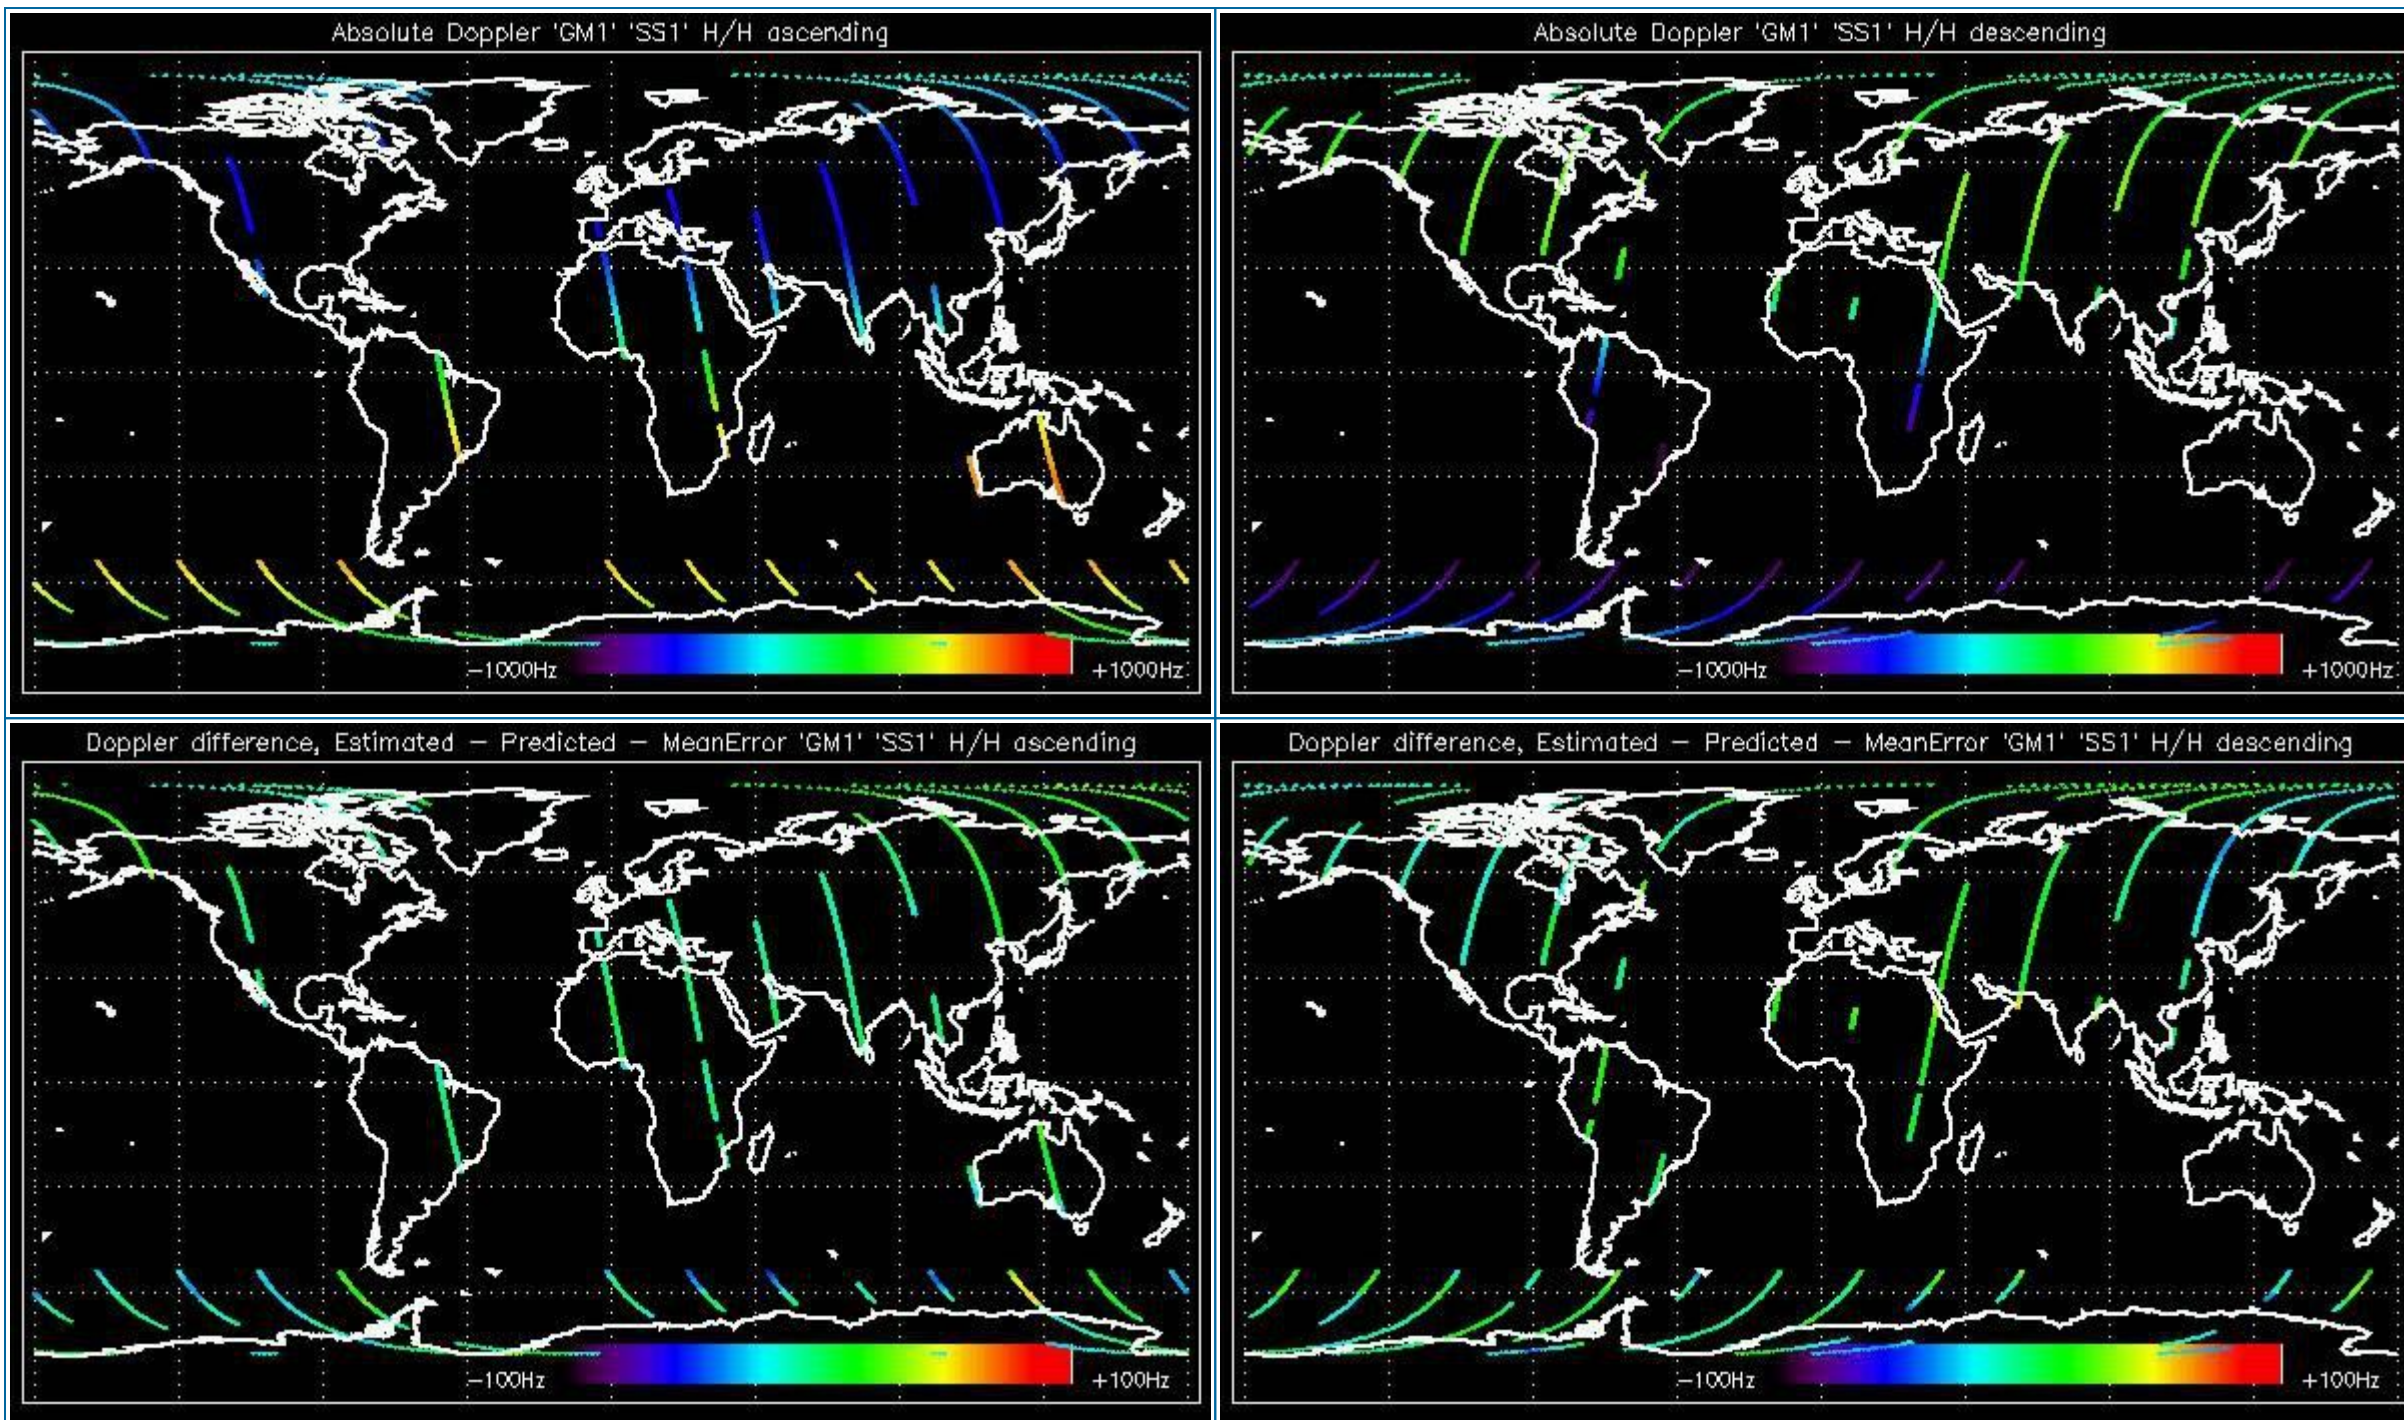 Absolute Doppler 'GM1' 'SS1' H/H ascending
−1000Hz
+1000Hz
Absolute Doppler 'GM1' 'SS1' H/H descending
−1000Hz
+1000Hz
Doppler difference, Estimated − Predicted − MeanError 'GM1' 'SS1' H/H ascending
−100Hz
+100Hz
Doppler difference, Estimated − Predicted − MeanError 'GM1' 'SS1' H/H descending
−100Hz
+100Hz